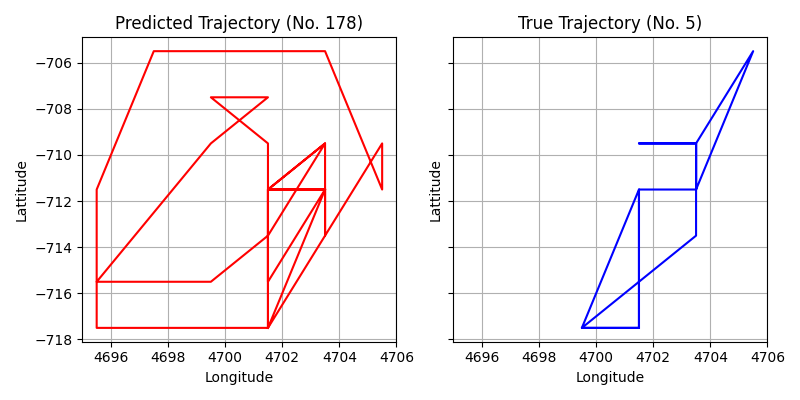 Predicted Trajectory (No. 178)
True Trajectory (No. 5)
−706
−708
−710
−712
−714
−716
−718
Lattitude
Lattitude
4696 4698 4700 4702 4704 4706
4696 4698 4700 4702 4704 4706
Longitude
Longitude